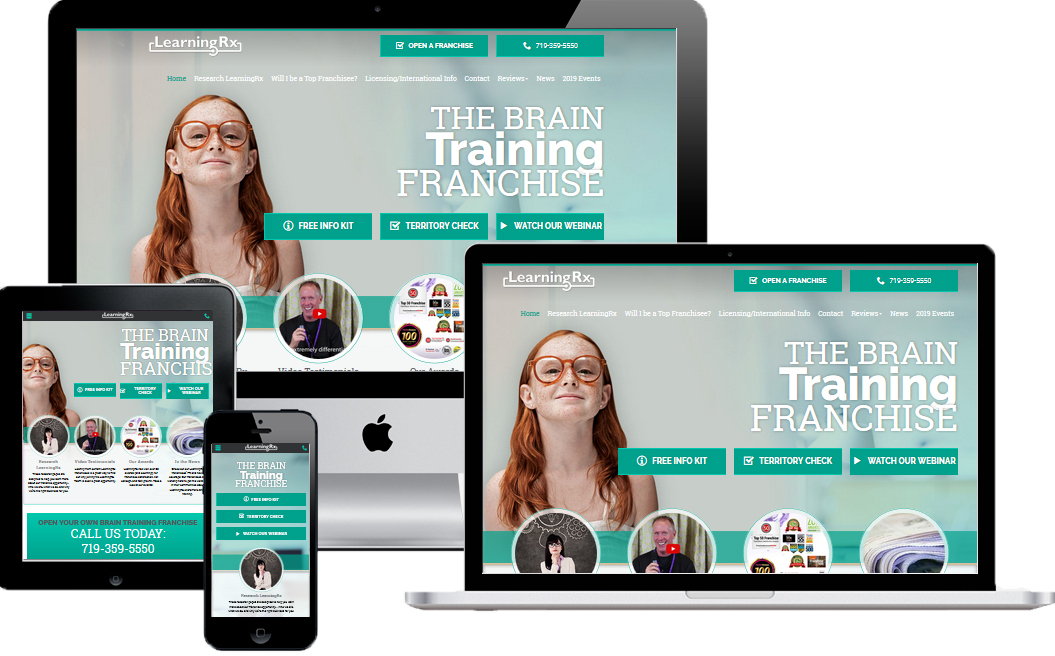 LearningRx
OPEN A FRANCHISE
719-359-5550
Home Research LearningRx Will I be a Top Franchisee? Licensing/International Info Contact Reviews News 2019 Events
THE BRAIN
Training
FRANCHISE
FREE INFO KIT
TERRITORY CHECK
WATCH OUR WEBINAR
extremely differenti
Top 50 Franchise
100
Video Testimonials
Our Awards
LearningRx
THE BRAIN
Training
FRANCHIS
FREE INFO KIT
TERRITORY
CHECK
WATCH OUR
WEBINAR
100
Research
LearningRx
Video Testimonials
Our Awards
In the News
OPEN YOUR OWN BRAIN TRAINING FRANCHISE
CALL US TODAY:
719-359-5550
LearningRx
THE BRAIN
Training
FRANCHISE
FREE INFO KIT
TERRITORY CHECK
WATCH OUR WEBINAR
Research LearningRx
LearningRx
OPEN A FRANCHISE
719-359-5550
Home Research LearningRx Will I be a Top Franchisee? Licensing/International Info Contact Reviews News 2019 Events
THE BRAIN
Training
FRANCHISE
FREE INFO KIT
TERRITORY CHECK
WATCH OUR WEBINAR
Top 50 Franchise
100